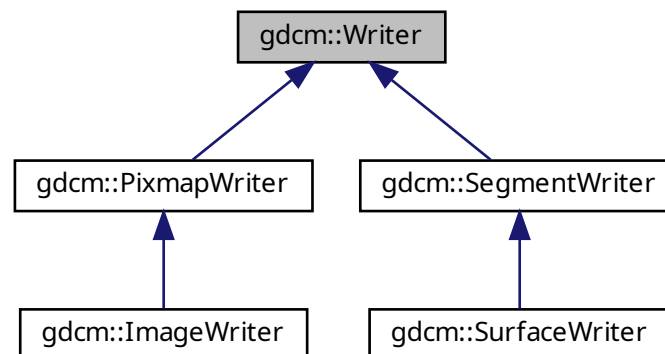 gdcm::Writer
gdcm::PixmapWriter
gdcm::SegmentWriter
gdcm::ImageWriter
gdcm::SurfaceWriter